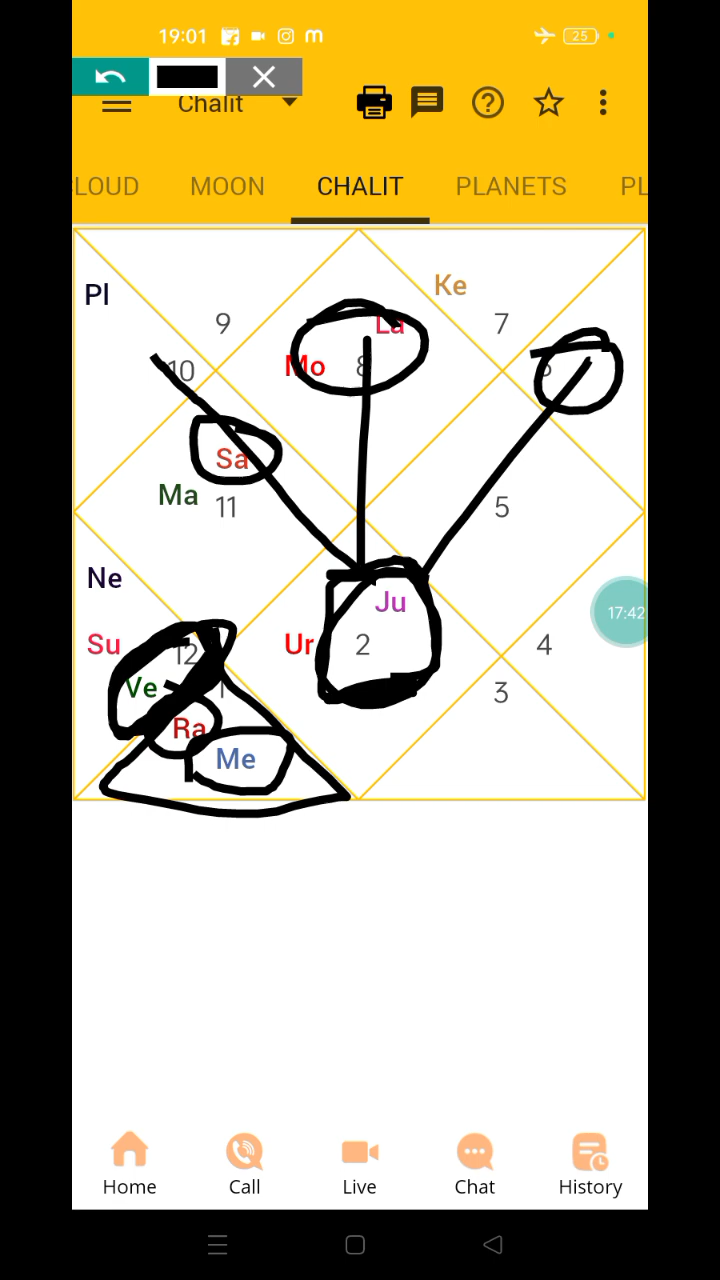 19:01 m 25
Chalit
LOUD MOON CHALIT PLANETS PL
Ke
Pl
9 La 7
Mo 8
10
Sa
Ma 11 5
Ne
Ju
Su 12 Ur 2 4
Ve 1 3
Ra
Me
17:42
Home Call Live Chat History